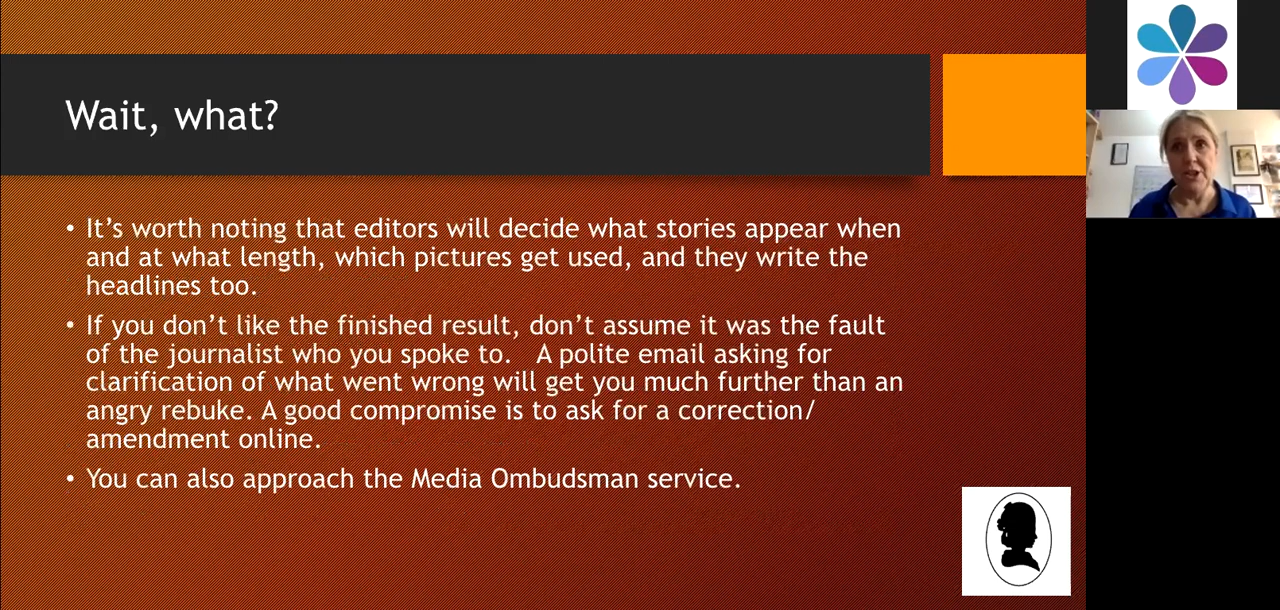 Wait, what?
• It’s worth noting that editors will decide what stories appear when
and at what length, which pictures get used, and they write the
headlines too.
• If you don’t like the finished result, don’t assume it was the fault
of the journalist who you spoke to.   A polite email asking for
clarification of what went wrong will get you much further than an
angry rebuke. A good compromise is to ask for a correction/
amendment online.
• You can also approach the Media Ombudsman service.